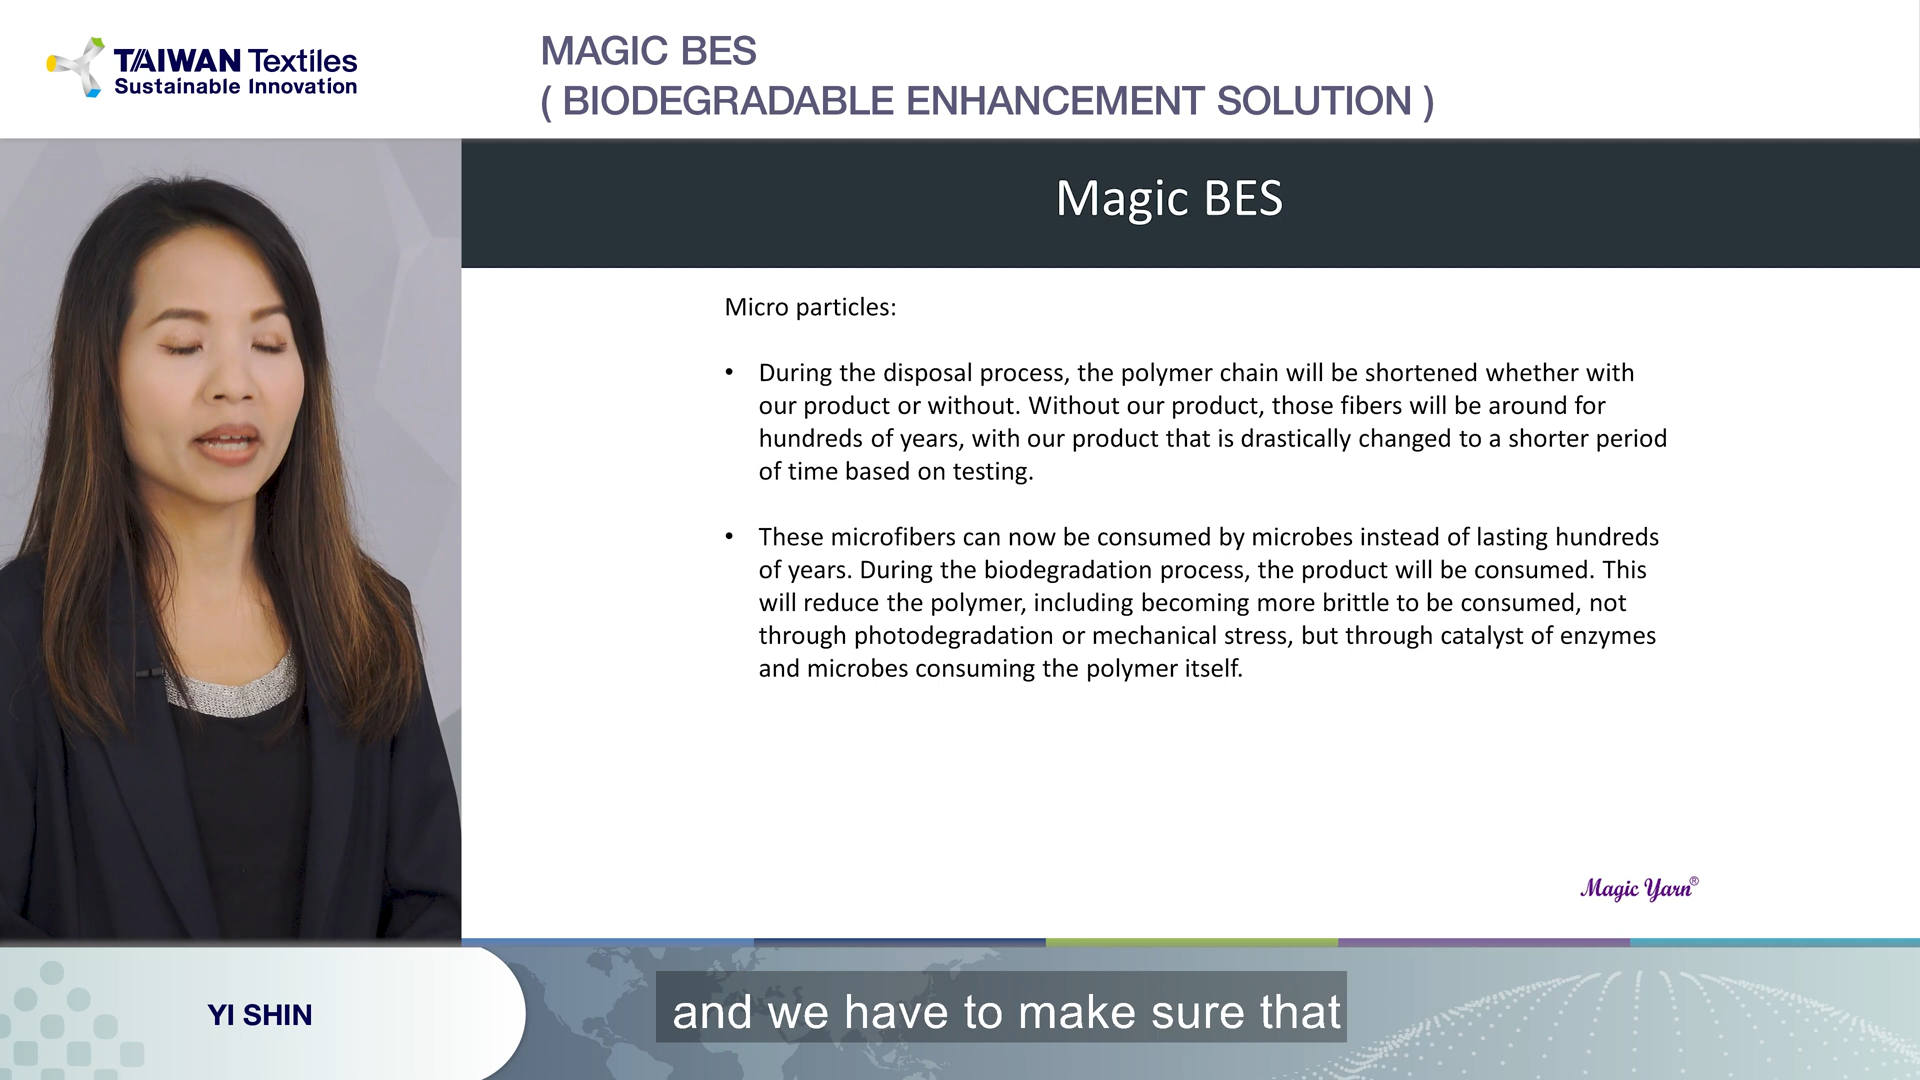 TAIWAN Textiles
Sustainable Innovation
MAGIC BES
( BIODEGRADABLE ENHANCEMENT SOLUTION )
Magic BES
Micro particles:
• During the disposal process, the polymer chain will be shortened whether with
our product or without. Without our product, those fibers will be around for
hundreds of years, with our product that is drastically changed to a shorter period
of time based on testing.
• These microfibers can now be consumed by microbes instead of lasting hundreds
of years. During the biodegradation process, the product will be consumed. This
will reduce the polymer, including becoming more brittle to be consumed, not
through photodegradation or mechanical stress, but through catalyst of enzymes
and microbes consuming the polymer itself.
Magic Yarn®
YI SHIN
and we have to make sure that